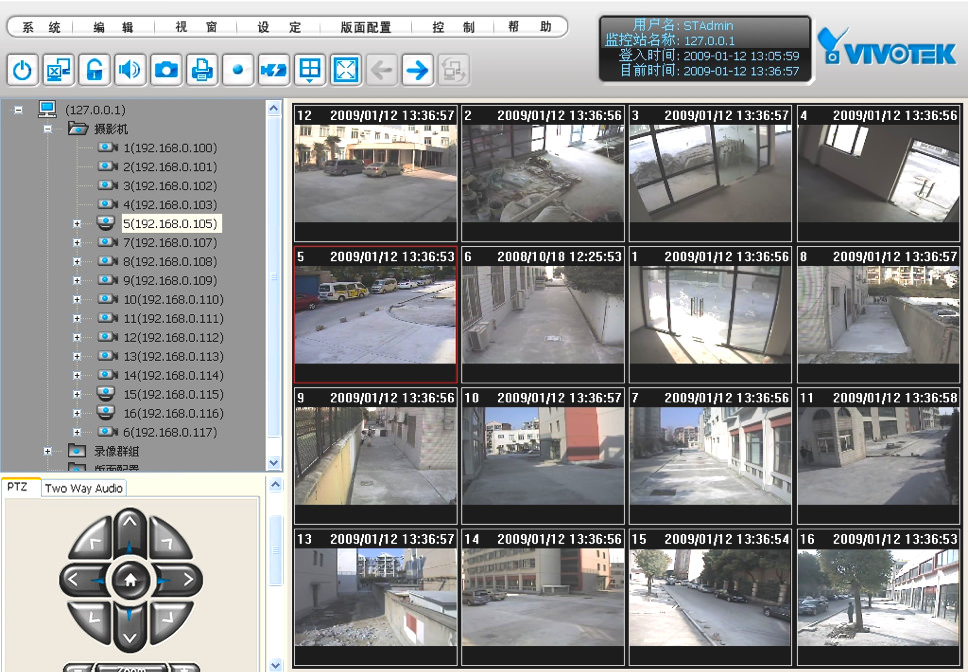 系 统 编 辑 视 窗 设 定 版面配置 控 制 帮 助
用户名: STAdmin
监控站名称: 127.0.0.1
登入时间: 2009-01-12 13:05:59
目前时间: 2009-01-12 13:36:57
VIVOTEK
(127.0.0.1)
摄影机
1(192.168.0.100)
2(192.168.0.101)
3(192.168.0.102)
4(192.168.0.103)
5(192.168.0.105)
7(192.168.0.107)
8(192.168.0.108)
9(192.168.0.109)
10(192.168.0.110)
11(192.168.0.111)
12(192.168.0.112)
13(192.168.0.113)
14(192.168.0.114)
15(192.168.0.115)
16(192.168.0.116)
6(192.168.0.117)
录像群组
版面配置
PTZ Two Way Audio
Zoom
12 2009/01/12 13:36:57
2 2009/01/12 13:36:56
3 2009/01/12 13:36:57
4 2009/01/12 13:36:56
5 2009/01/12 13:36:53
6 2008/10/18 12:25:53
1 2009/01/12 13:36:56
8 2009/01/12 13:36:57
9 2009/01/12 13:36:56
10 2009/01/12 13:36:57
7 2009/01/12 13:36:56
11 2009/01/12 13:36:58
13 2009/01/12 13:36:57
14 2009/01/12 13:36:56
15 2009/01/12 13:36:54
16 2009/01/12 13:36:53